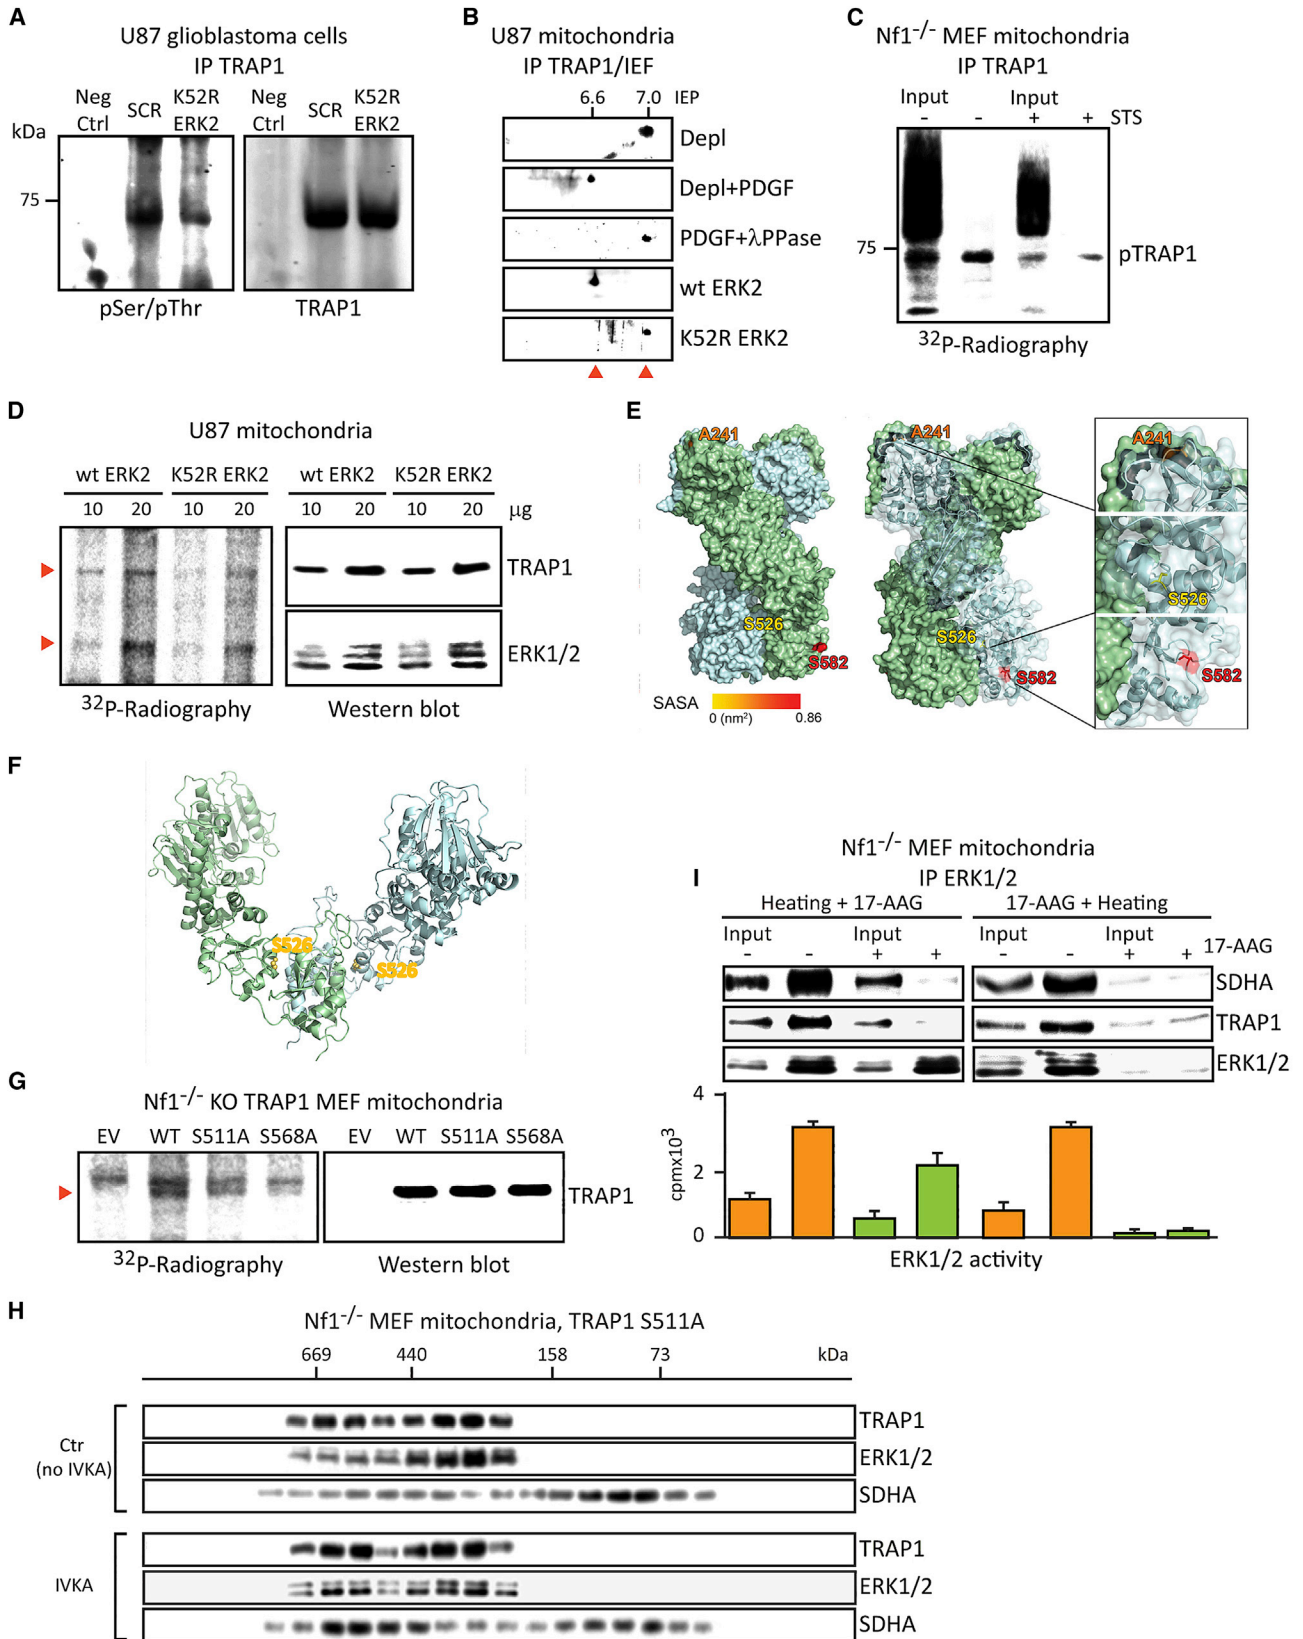 A
U87 glioblastoma cells
IP TRAP1
Neg Ctrl SCR K52R ERK2 Neg Ctrl SCR K52R ERK2
kDa
75
pSer/pThr TRAP1
B
U87 mitochondria
IP TRAP1/IEF
6.6 7.0 IEP
Depl
Depl+PDGF
PDGF+λPPase
wt ERK2
K52R ERK2
C
Nf1-/- MEF mitochondria
IP TRAP1
Input Input
- - + + STS
75
pTRAP1
32P-Radiography
D
U87 mitochondria
wt ERK2 K52R ERK2 wt ERK2 K52R ERK2
10 20 10 20 10 20 10 20 μg
TRAP1
ERK1/2
32P-Radiography Western blot
E
A241 A241 A241
S526 S526 S526
S582 S582 S582
SASA
0 (nm²) 0.86
F
S526 S526
G
Nf1-/- KO TRAP1 MEF mitochondria
EV WT S511A S568A EV WT S511A S568A
TRAP1
32P-Radiography Western blot
I
Nf1-/- MEF mitochondria
IP ERK1/2
Heating + 17-AAG 17-AAG + Heating
Input Input Input Input
- - + + - - + + 17-AAG
SDHA
TRAP1
ERK1/2
4
2
0
cpmx10³
ERK1/2 activity
H
Nf1-/- MEF mitochondria, TRAP1 S511A
669 440 158 73 kDa
Ctr
(no IVKA)
TRAP1
ERK1/2
SDHA
IVKA
TRAP1
ERK1/2
SDHA